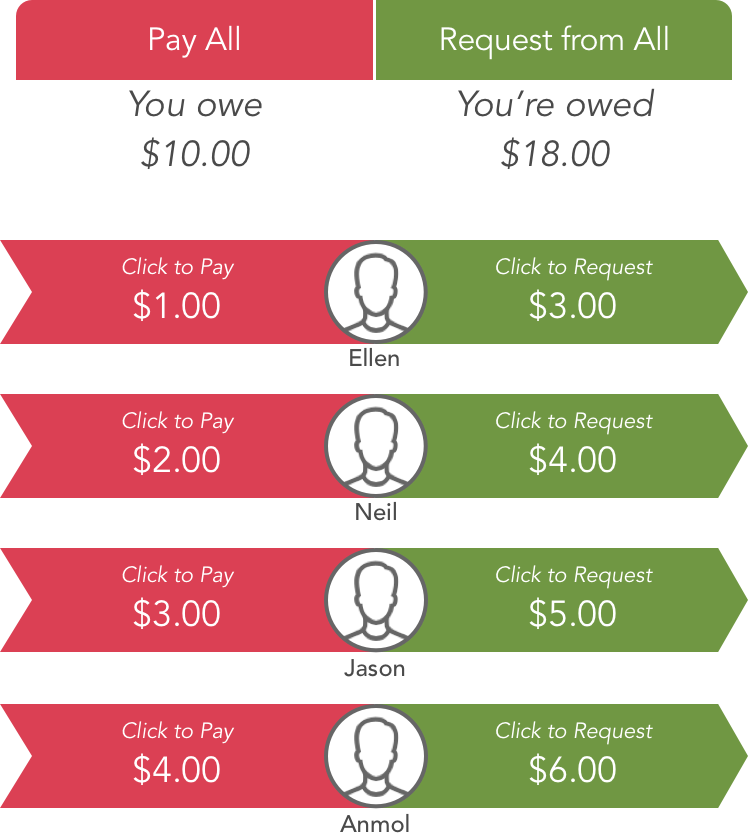 Pay All
Request from All
You owe
$10.00
You’re owed
$18.00
Click to Pay
$1.00
Click to Request
$3.00
Ellen
Click to Pay
$2.00
Click to Request
$4.00
Neil
Click to Pay
$3.00
Click to Request
$5.00
Jason
Click to Pay
$4.00
Click to Request
$6.00
Anmol